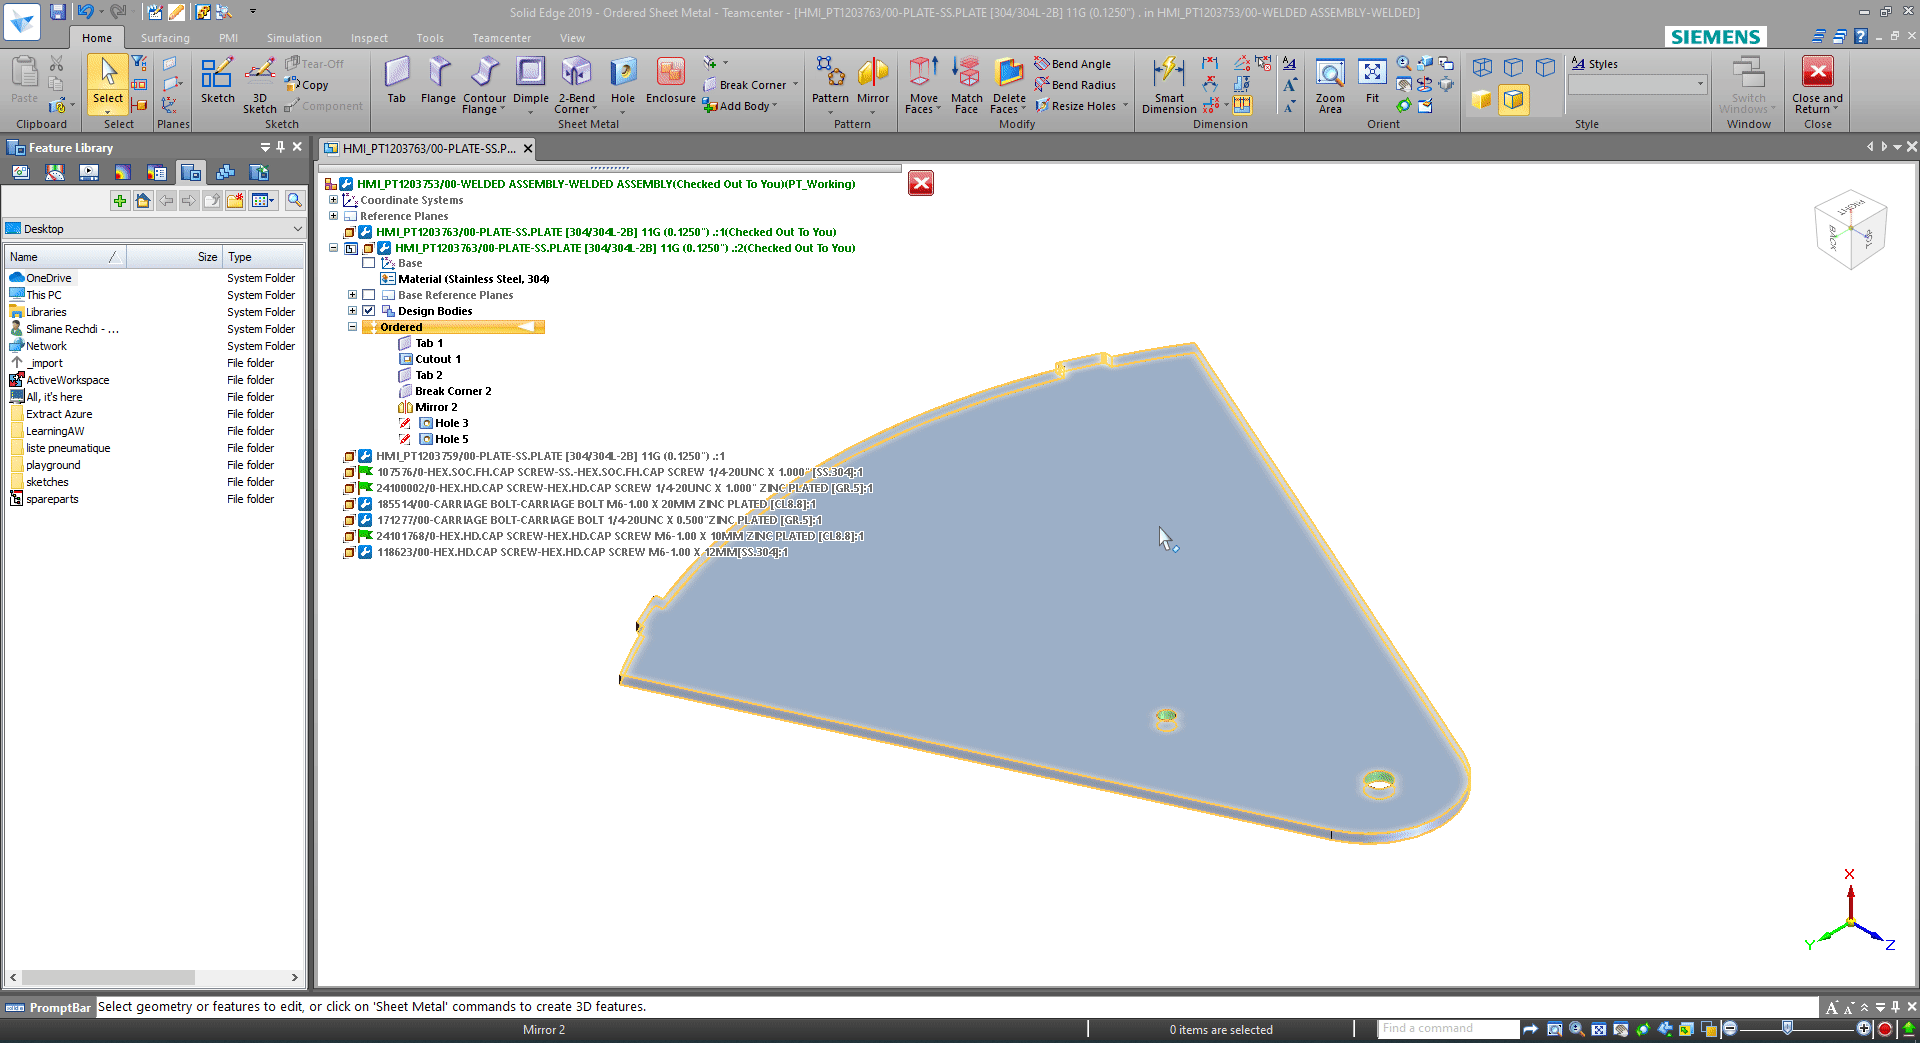 Solid Edge 2019 - Ordered Sheet Metal - Teamcenter - [HMI_PT1203763/00-PLATE-SS.PLATE [304/304L-2B] 11G (0.1250") . in HMI_PT1203753/00-WELDED ASSEMBLY-WELDED]
Home Surfacing PMI Simulation Inspect Tools Teamcenter View
SIEMENS
Paste
Clipboard
Select
Select
Planes
Sketch
3D Sketch
Tear-Off
Copy
Component
Sketch
Tab
Flange
Contour Flange
Dimple
2-Bend Corner
Hole
Enclosure
Break Corner
Add Body
Sheet Metal
Pattern
Mirror
Pattern
Move Faces
Match Face
Delete Faces
Bend Angle
Bend Radius
Resize Holes
Modify
Smart Dimension
Dimension
Zoom Area
Fit
Orient
Styles
Style
Switch Windows
Window
Close and Return
Close
Feature Library
Desktop
Name Size Type
OneDrive System Folder
This PC System Folder
Libraries System Folder
Slimane Rechdi - ... System Folder
Network System Folder
_import File folder
ActiveWorkspace File folder
All, it's here File folder
Extract Azure File folder
LearningAW File folder
liste pneumatique File folder
playground File folder
sketches File folder
spareparts File folder
HMI_PT1203763/00-PLATE-SS.P...
HMI_PT1203753/00-WELDED ASSEMBLY-WELDED ASSEMBLY(Checked Out To You)(PT_Working)
Coordinate Systems
Reference Planes
HMI_PT1203763/00-PLATE-SS.PLATE [304/304L-2B] 11G (0.1250") .:1(Checked Out To You)
HMI_PT1203763/00-PLATE-SS.PLATE [304/304L-2B] 11G (0.1250") .:2(Checked Out To You)
Base
Material (Stainless Steel, 304)
Base Reference Planes
Design Bodies
Ordered
Tab 1
Cutout 1
Tab 2
Break Corner 2
Mirror 2
Hole 3
Hole 5
HMI_PT1203759/00-PLATE-SS.PLATE [304/304L-2B] 11G (0.1250") .:1
107576/0-HEX.SOC.FH.CAP SCREW-SS.-HEX.SOC.FH.CAP SCREW 1/4-20UNC X 1.000" [SS.304]:1
24100002/0-HEX.HD.CAP SCREW-HEX.HD.CAP SCREW 1/4-20UNC X 1.000" ZINC PLATED [GR.5]:1
185514/00-CARRIAGE BOLT-CARRIAGE BOLT M6-1.00 X 20MM ZINC PLATED [CL8.8]:1
171277/00-CARRIAGE BOLT-CARRIAGE BOLT 1/4-20UNC X 0.500"ZINC PLATED [GR.5]:1
24101768/0-HEX.HD.CAP SCREW-HEX.HD.CAP SCREW M6-1.00 X 10MM ZINC PLATED [CL8.8]:1
118623/00-HEX.HD.CAP SCREW-HEX.HD.CAP SCREW M6-1.00 X 12MM[SS.304]:1
RIGHT
BACK
X
Y
Z
PromptBar Select geometry or features to edit, or click on 'Sheet Metal' commands to create 3D features.
Mirror 2
0 items are selected
Find a command